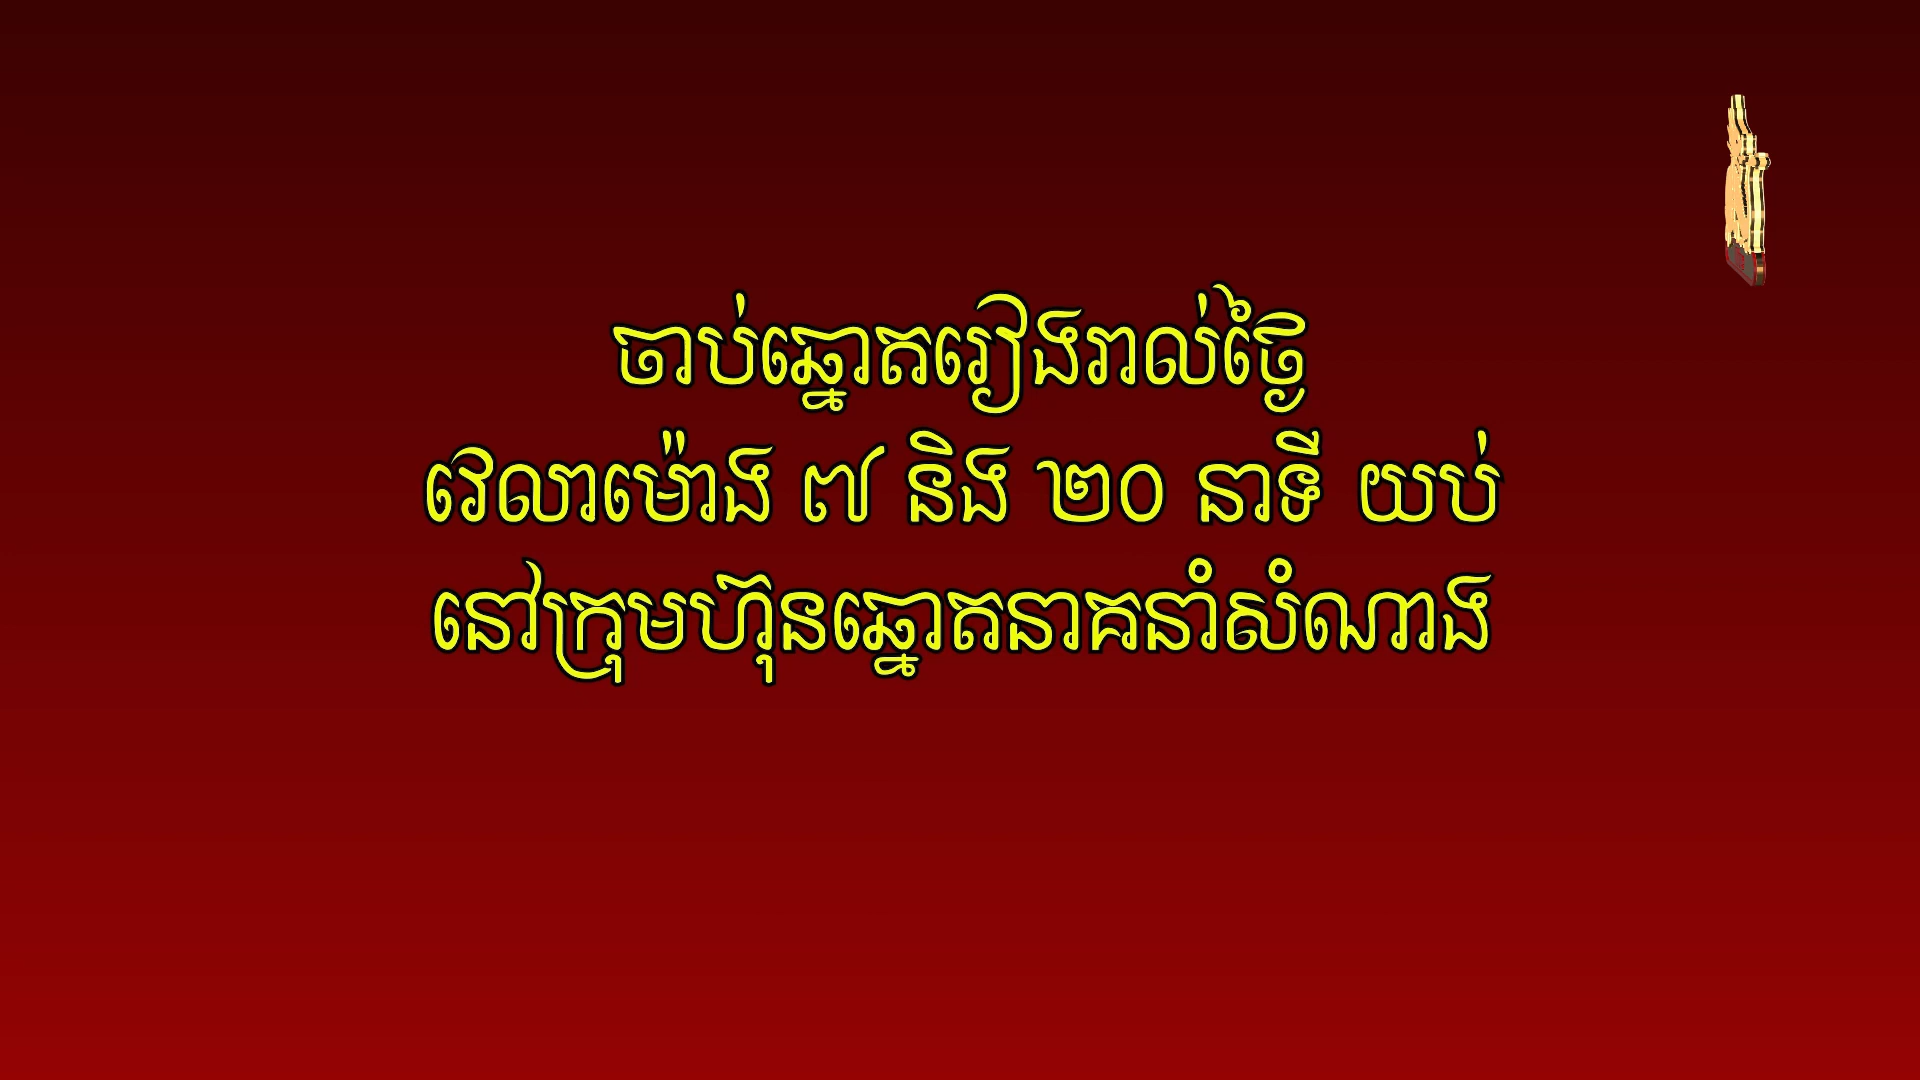 ចាប់ឆ្នោតរៀងរាល់ថ្ងៃ
វេលាម៉ោង ៧ និង ២០ នាទី យប់
នៅក្រុមហ៊ុនឆ្នោតនាគនាំសំណាង